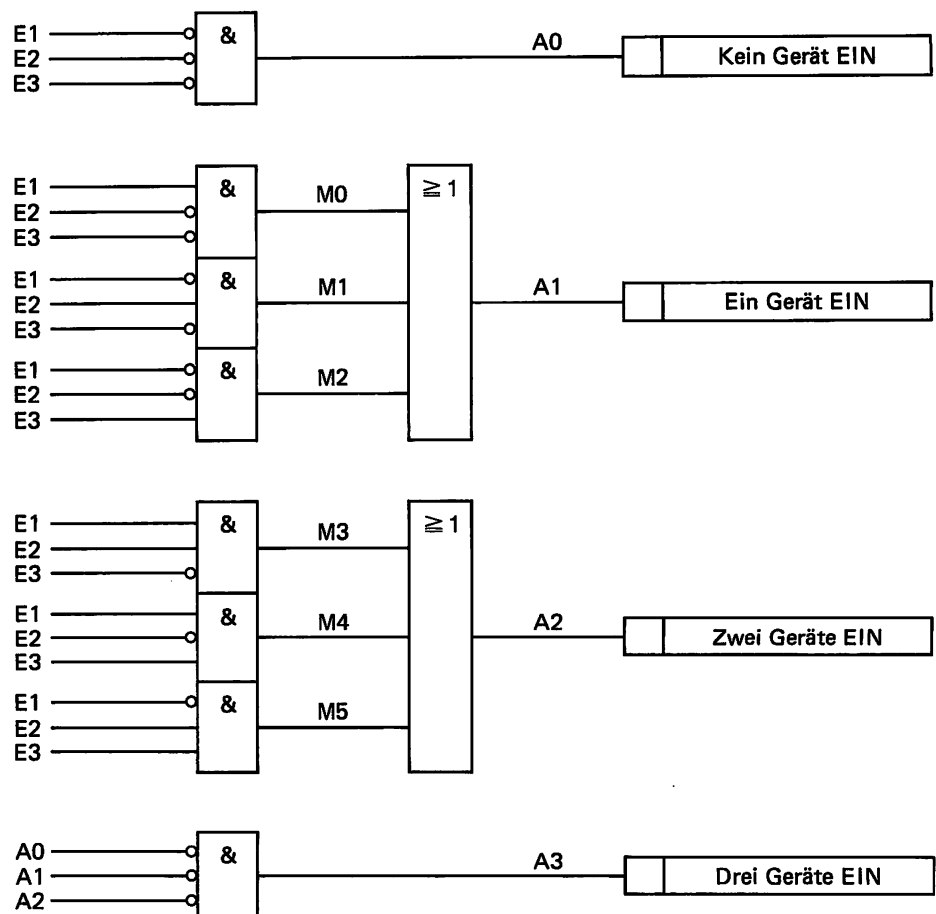 E1
E2
E3
&
A0
Kein Gerät EIN
E1
E2
E3
&
M0
≧ 1
E1
E2
E3
&
M1
A1
Ein Gerät EIN
E1
E2
E3
&
M2
E1
E2
E3
&
M3
≧ 1
E1
E2
E3
&
M4
A2
Zwei Geräte EIN
E1
E2
E3
&
M5
A0
A1
A2
&
A3
Drei Geräte EIN